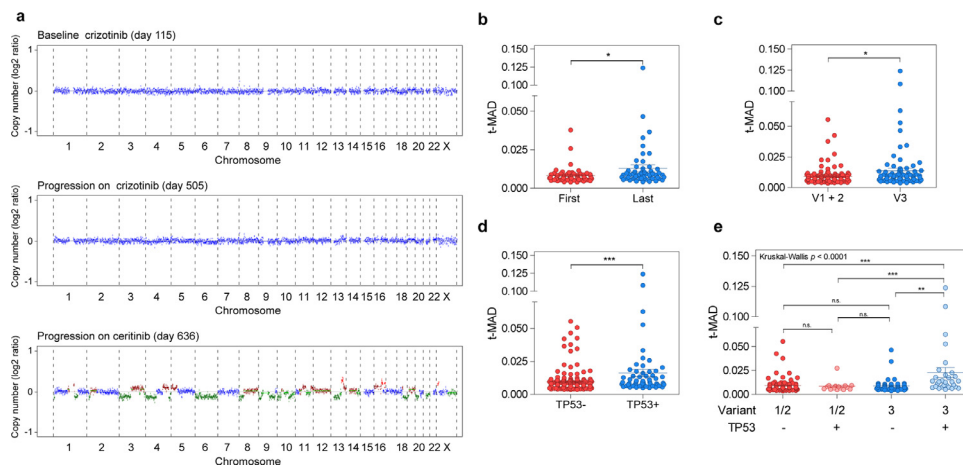 a
Baseline crizotinib (day 115)
Copy number (log2 ratio)
1
0
-1
1 2 3 4 5 6 7 8 9 10 11 12 13 14 15 16 18 20 22 X
Chromosome
Progression on crizotinib (day 505)
Copy number (log2 ratio)
1
0
-1
1 2 3 4 5 6 7 8 9 10 11 12 13 14 15 16 18 20 22 X
Chromosome
Progression on ceritinib (day 636)
Copy number (log2 ratio)
1
0
-1
1 2 3 4 5 6 7 8 9 10 11 12 13 14 15 16 18 19 20 22 X
Chromosome
b
t-MAD
0.150
0.125
0.100
0.050
0.025
0.000
*
First Last
c
t-MAD
0.150
0.125
0.100
0.050
0.025
0.000
*
V1 + 2 V3
d
t-MAD
0.150
0.125
0.100
0.050
0.025
0.000
***
TP53- TP53+
e
Kruskal-Wallis p < 0.0001
t-MAD
0.150
0.125
0.100
0.050
0.025
0.000
***
***
**
n.s.
n.s.
n.s.
Variant 1/2 1/2 3 3
TP53 - + - +